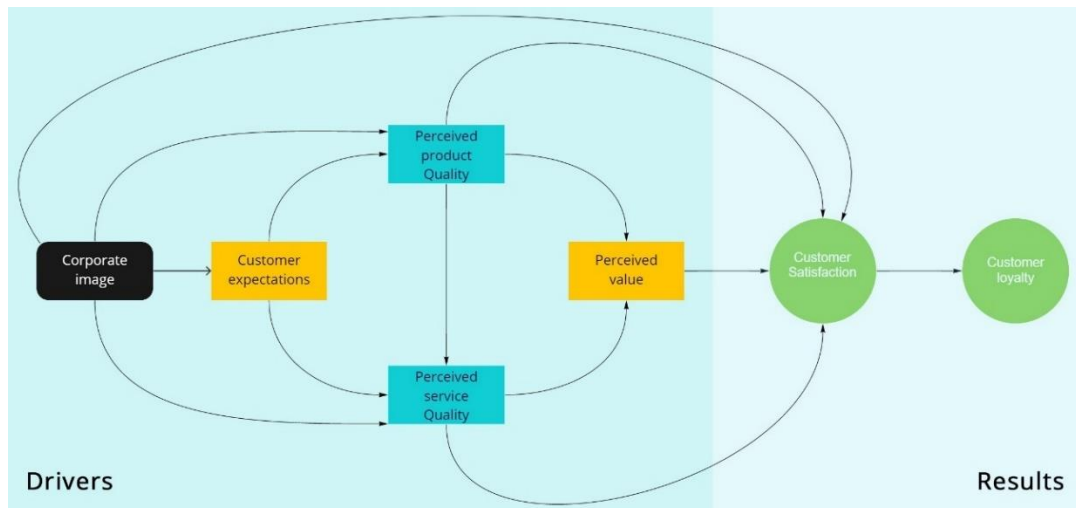 Perceived
product
Quality
Corporate
image
Customer
expectations
Perceived
value
Customer
Satisfaction
Customer
loyalty
Perceived
service
Quality
Drivers
Results